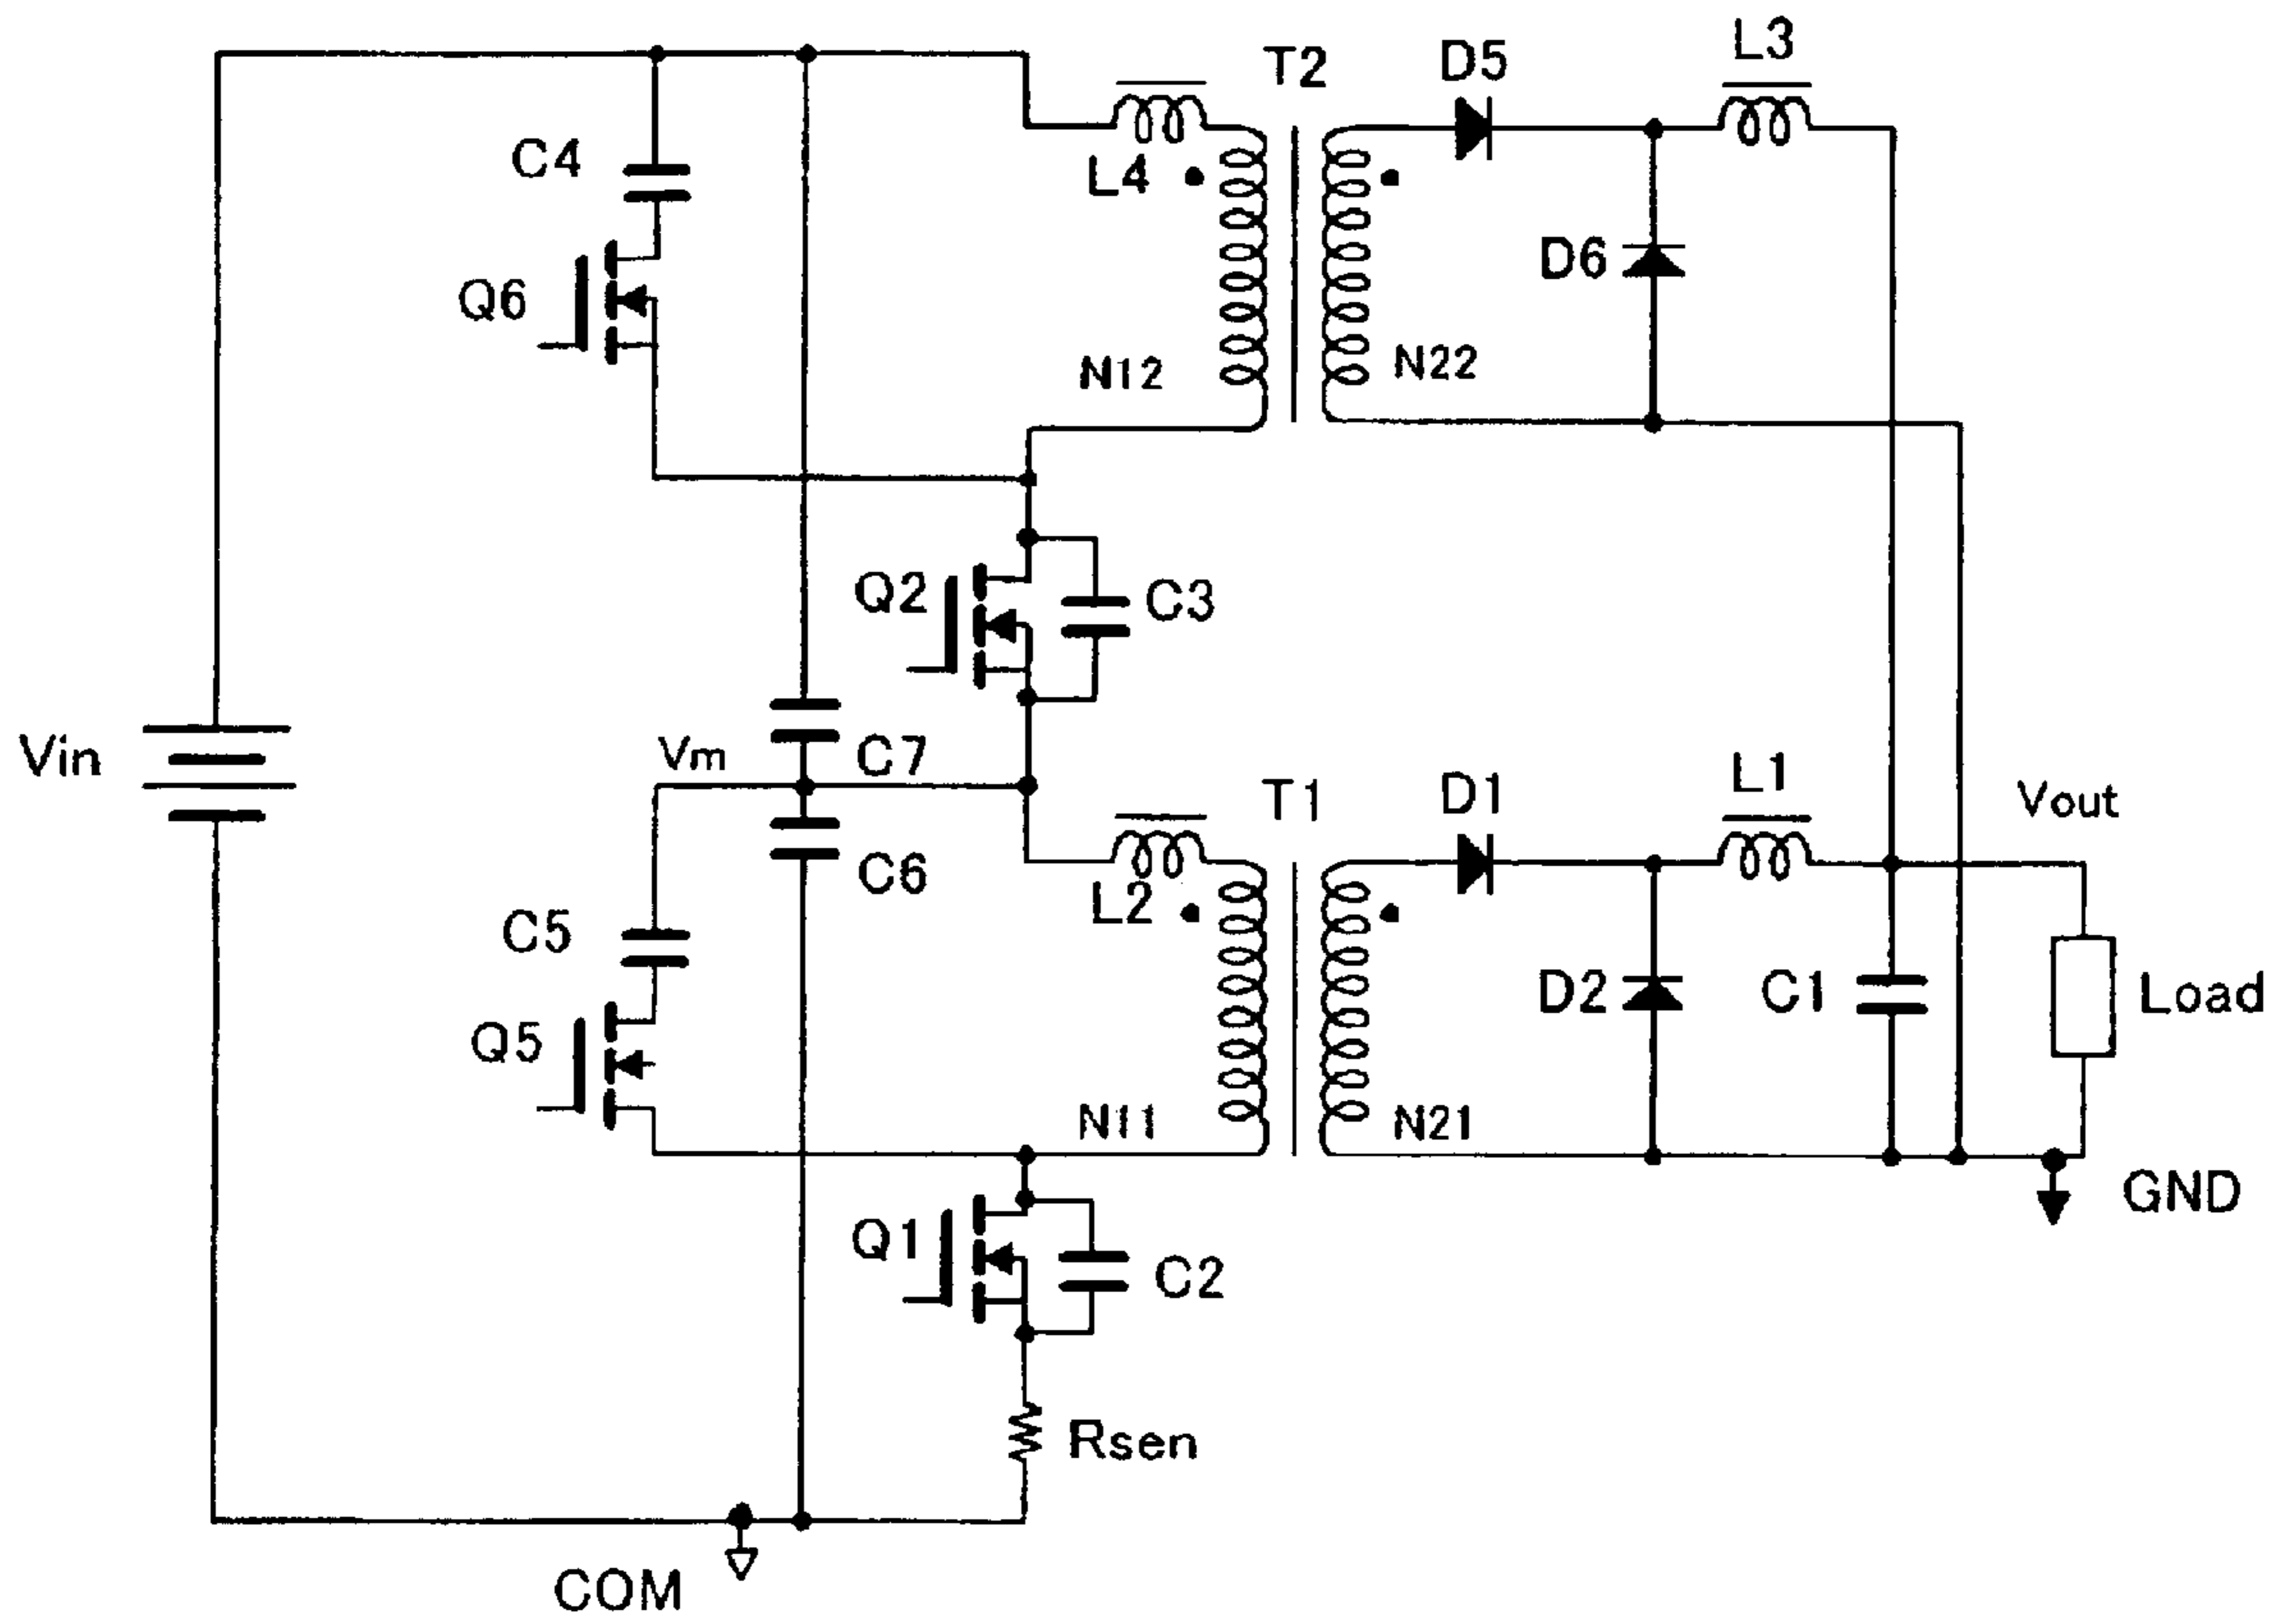 T2
D5
L3
C4
L4
D6
Q6
N12
N22
Q2
C3
Vin
Vm
C7
T1
D1
L1
Vout
C6
L2
C5
Q5
D2
C1
Load
N11
N21
Q1
C2
GND
Rsen
COM